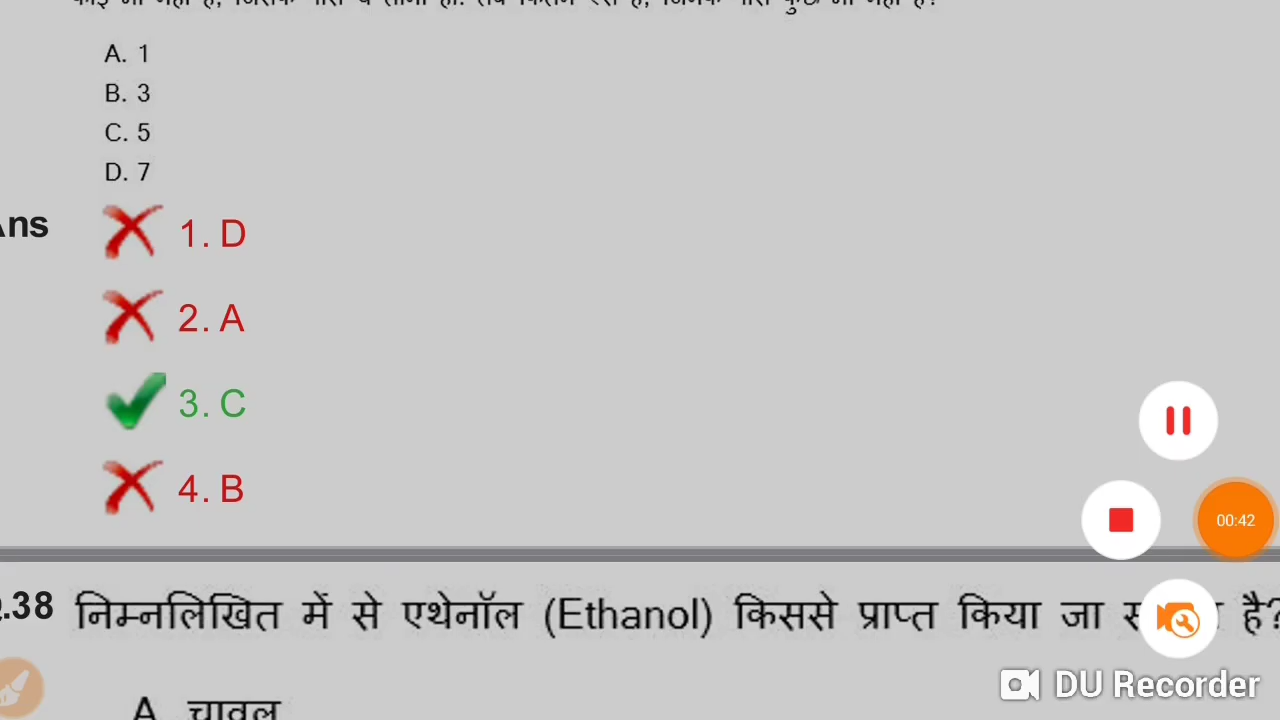 A. 1
B. 3
C. 5
D. 7
Ans
1. D
2. A
3. C
4. B
00:42
.38 निम्नलिखित में से एथेनॉल (Ethanol) किससे प्राप्त किया जा है?
A चावल
DU Recorder